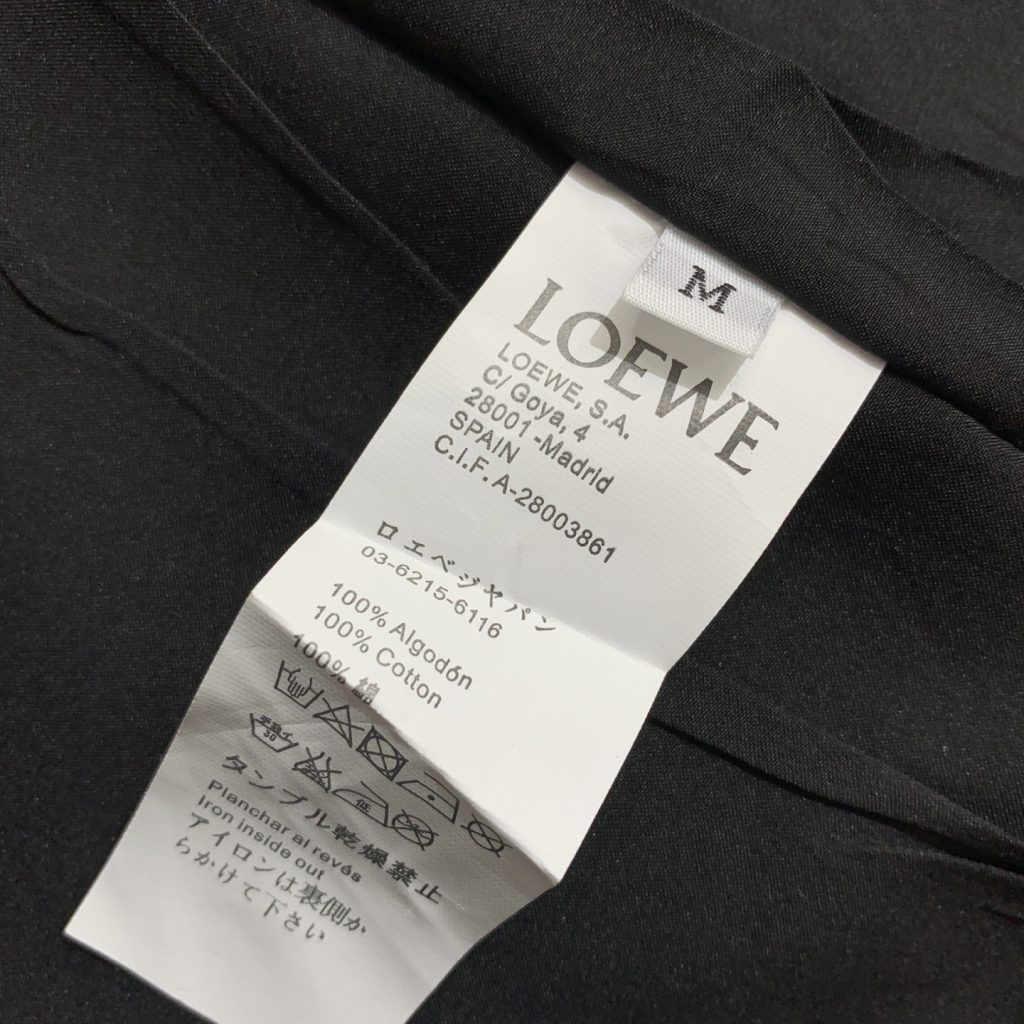 M
LOEWE
LOEWE, S.A.
C/ Goya, 4
28001 -Madrid
SPAIN
C.I.F. A-28003861
ロエベジャパン
03-6215-6116
100% Algodón
100% Cotton
100% 綿
30
低
タンブル乾燥禁止
Planchar al revés
Iron inside out
アイロンは裏側か
らかけて下さい